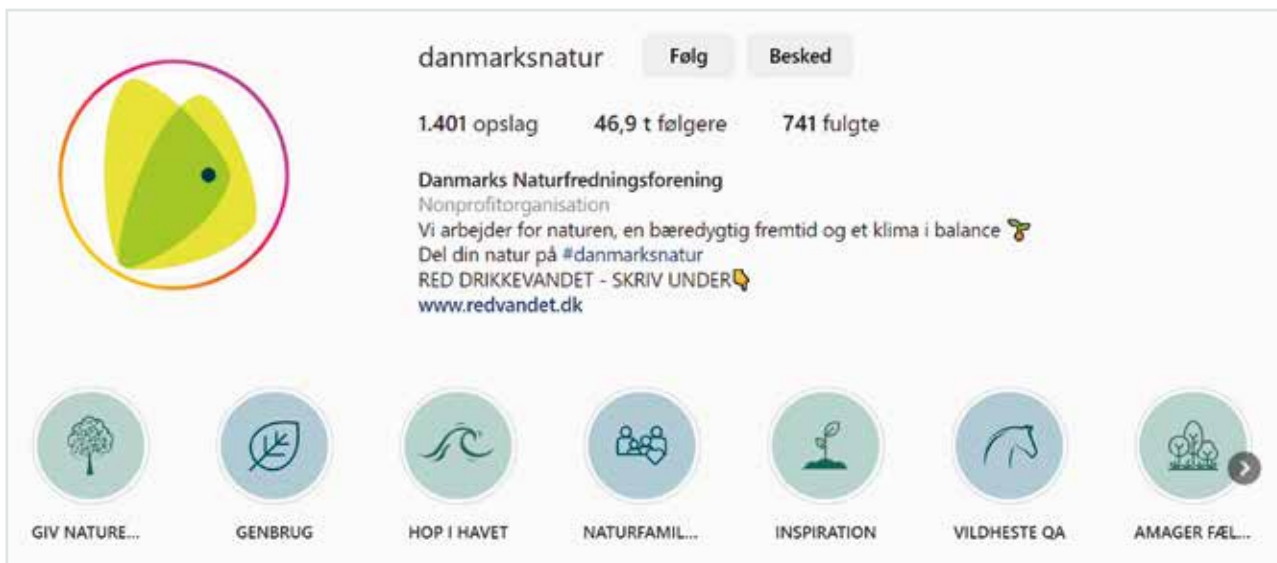 danmarksnatur Følg Besked
1.401 opslag 46,9 t følgere 741 fulgte
Danmarks Naturfredningsforening
Nonprofitorganisation
Vi arbejder for naturen, en bæredygtig fremtid og et klima i balance 🌱
Del din natur på #danmarksnatur
RED DRIKKEVANDET - SKRIV UNDER👇
www.redvandet.dk
GIV NATURE... GENBRUG HOP I HAVET NATURFAMIL... INSPIRATION VILDHESTE QA AMAGER FÆL...